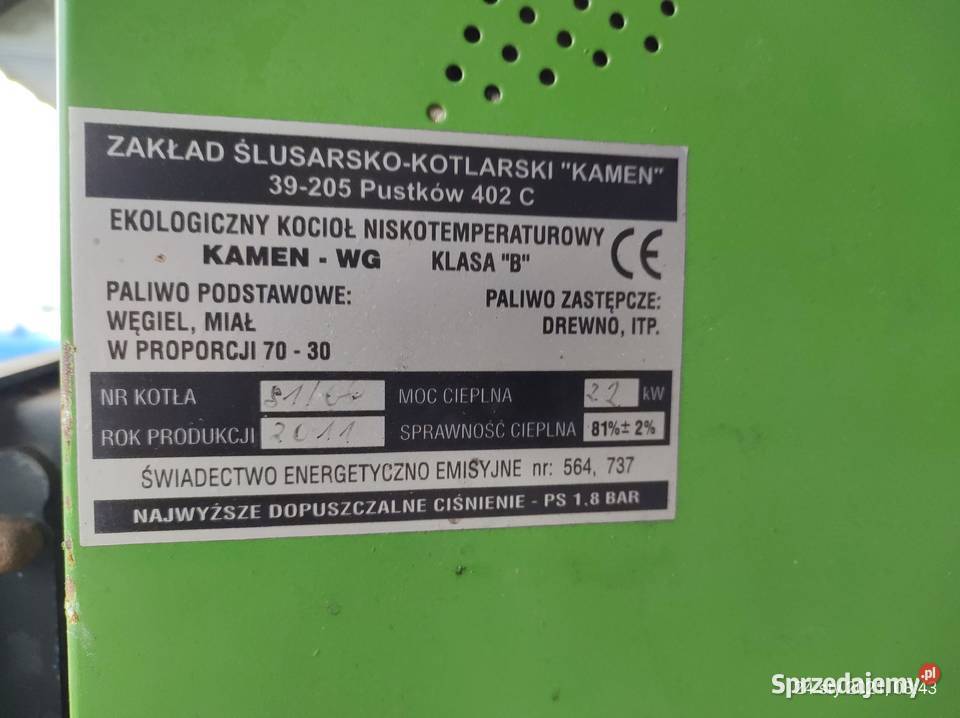 ZAKŁAD ŚLUSARSKO-KOTLARSKI "KAMEN"
39-205 Pustków 402 C
EKOLOGICZNY KOCIOŁ NISKOTEMPERATUROWY
KAMEN - WG KLASA "B" CE
PALIWO PODSTAWOWE: PALIWO ZASTĘPCZE:
WĘGIEL, MIAŁ DREWNO, ITP.
W PROPORCJI 70 - 30
NR KOTŁA MOC CIEPLNA 22 kW
ROK PRODUKCJI 2011 SPRAWNOŚĆ CIEPLNA 81%± 2%
ŚWIADECTWO ENERGETYCZNO EMISYJNE nr: 564, 737
NAJWYŻSZE DOPUSZCZALNE CIŚNIENIE - PS 1,8 BAR
Sprzedajemy.pl